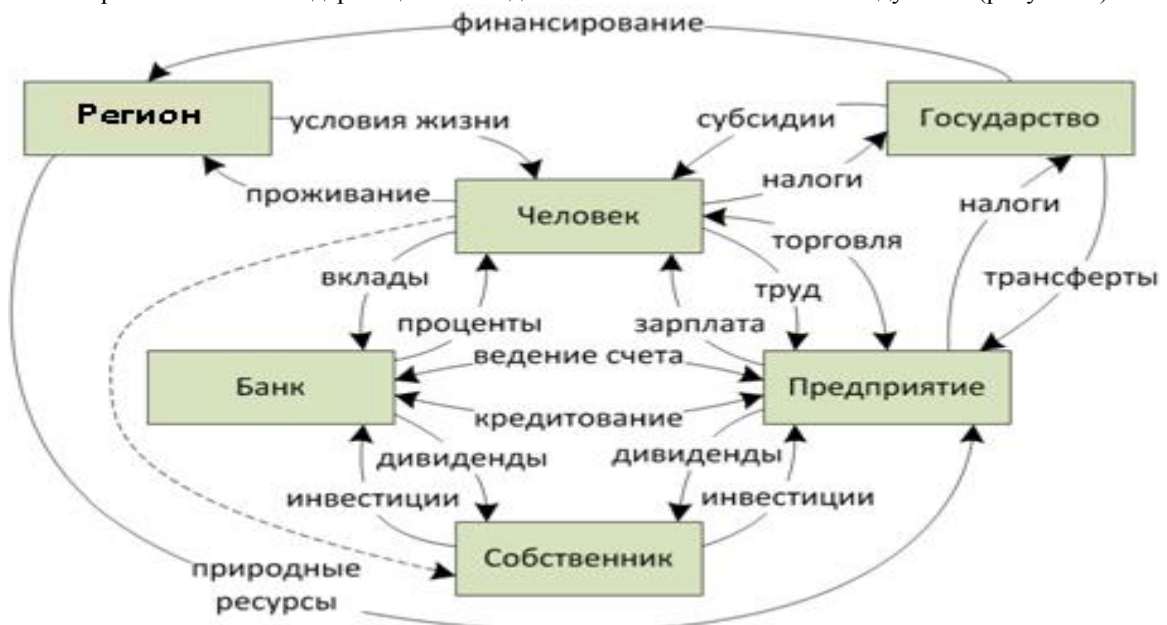 финансирование
Регион
Государство
условия жизни
субсидии
проживание
налоги
Человек
налоги
торговля
вклады
труд
трансферты
проценты
зарплата
ведение счета
Банк
Предприятие
кредитование
дивиденды
дивиденды
инвестиции
инвестиции
Собственник
природные
ресурсы